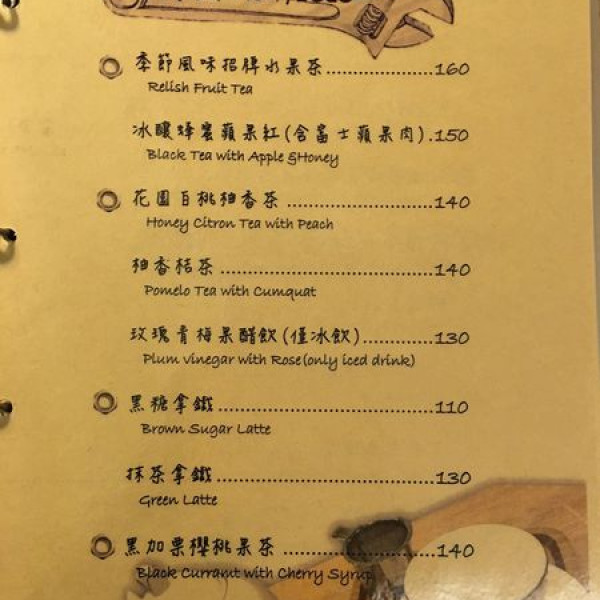 季節風味招牌水果茶..................160
Relish Fruit Tea
冰釀蜂蜜蘋果紅(含富士蘋果肉).150
Black Tea with Apple &Honey
花園白桃柚香茶.........................140
Honey Citron Tea with Peach
柚香桔茶....................................140
Pomelo Tea with Cumquat
玫瑰青梅果醋飲(僅冰飲)............130
Plum vinegar with Rose(only iced drink)
黑糖拿鐵....................................110
Brown Sugar Latte
抹茶拿鐵....................................130
Green Latte
黑加栗櫻桃果茶.........................140
Black Currant with Cherry Syrup